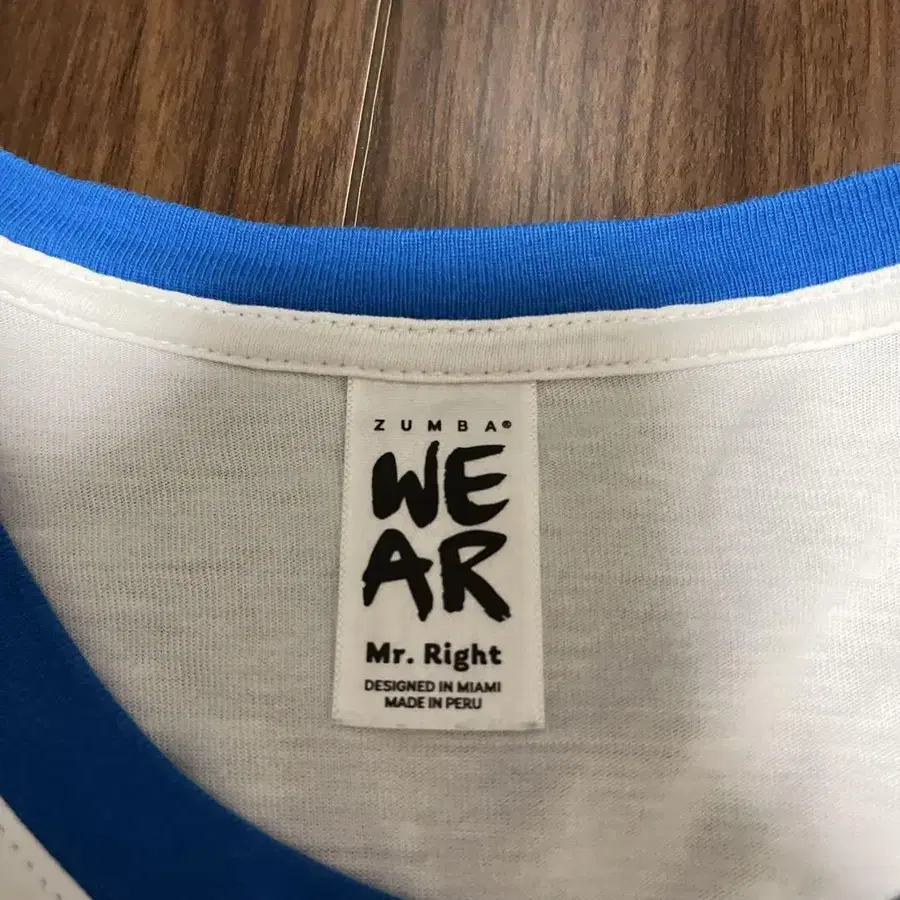 ZUMBA®
WE
AR
Mr. Right
DESIGNED IN MIAMI
MADE IN PERU